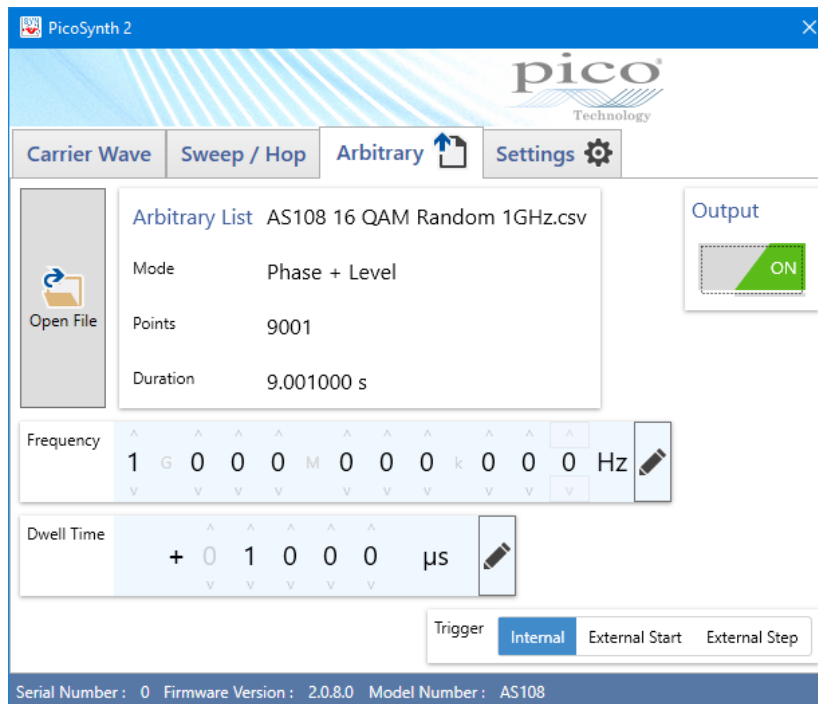 PicoSynth 2
pico
Technology
Carrier Wave Sweep / Hop Arbitrary Settings
Arbitrary List AS108 16 QAM Random 1GHz.csv
Output
ON
Mode Phase + Level
Open File
Points 9001
Duration 9.001000 s
Frequency
1 G 0 0 0 M 0 0 0 k 0 0 0 Hz
Dwell Time
+ 0 1 0 0 0 µs
Trigger Internal External Start External Step
Serial Number : 0 Firmware Version : 2.0.8.0 Model Number : AS108